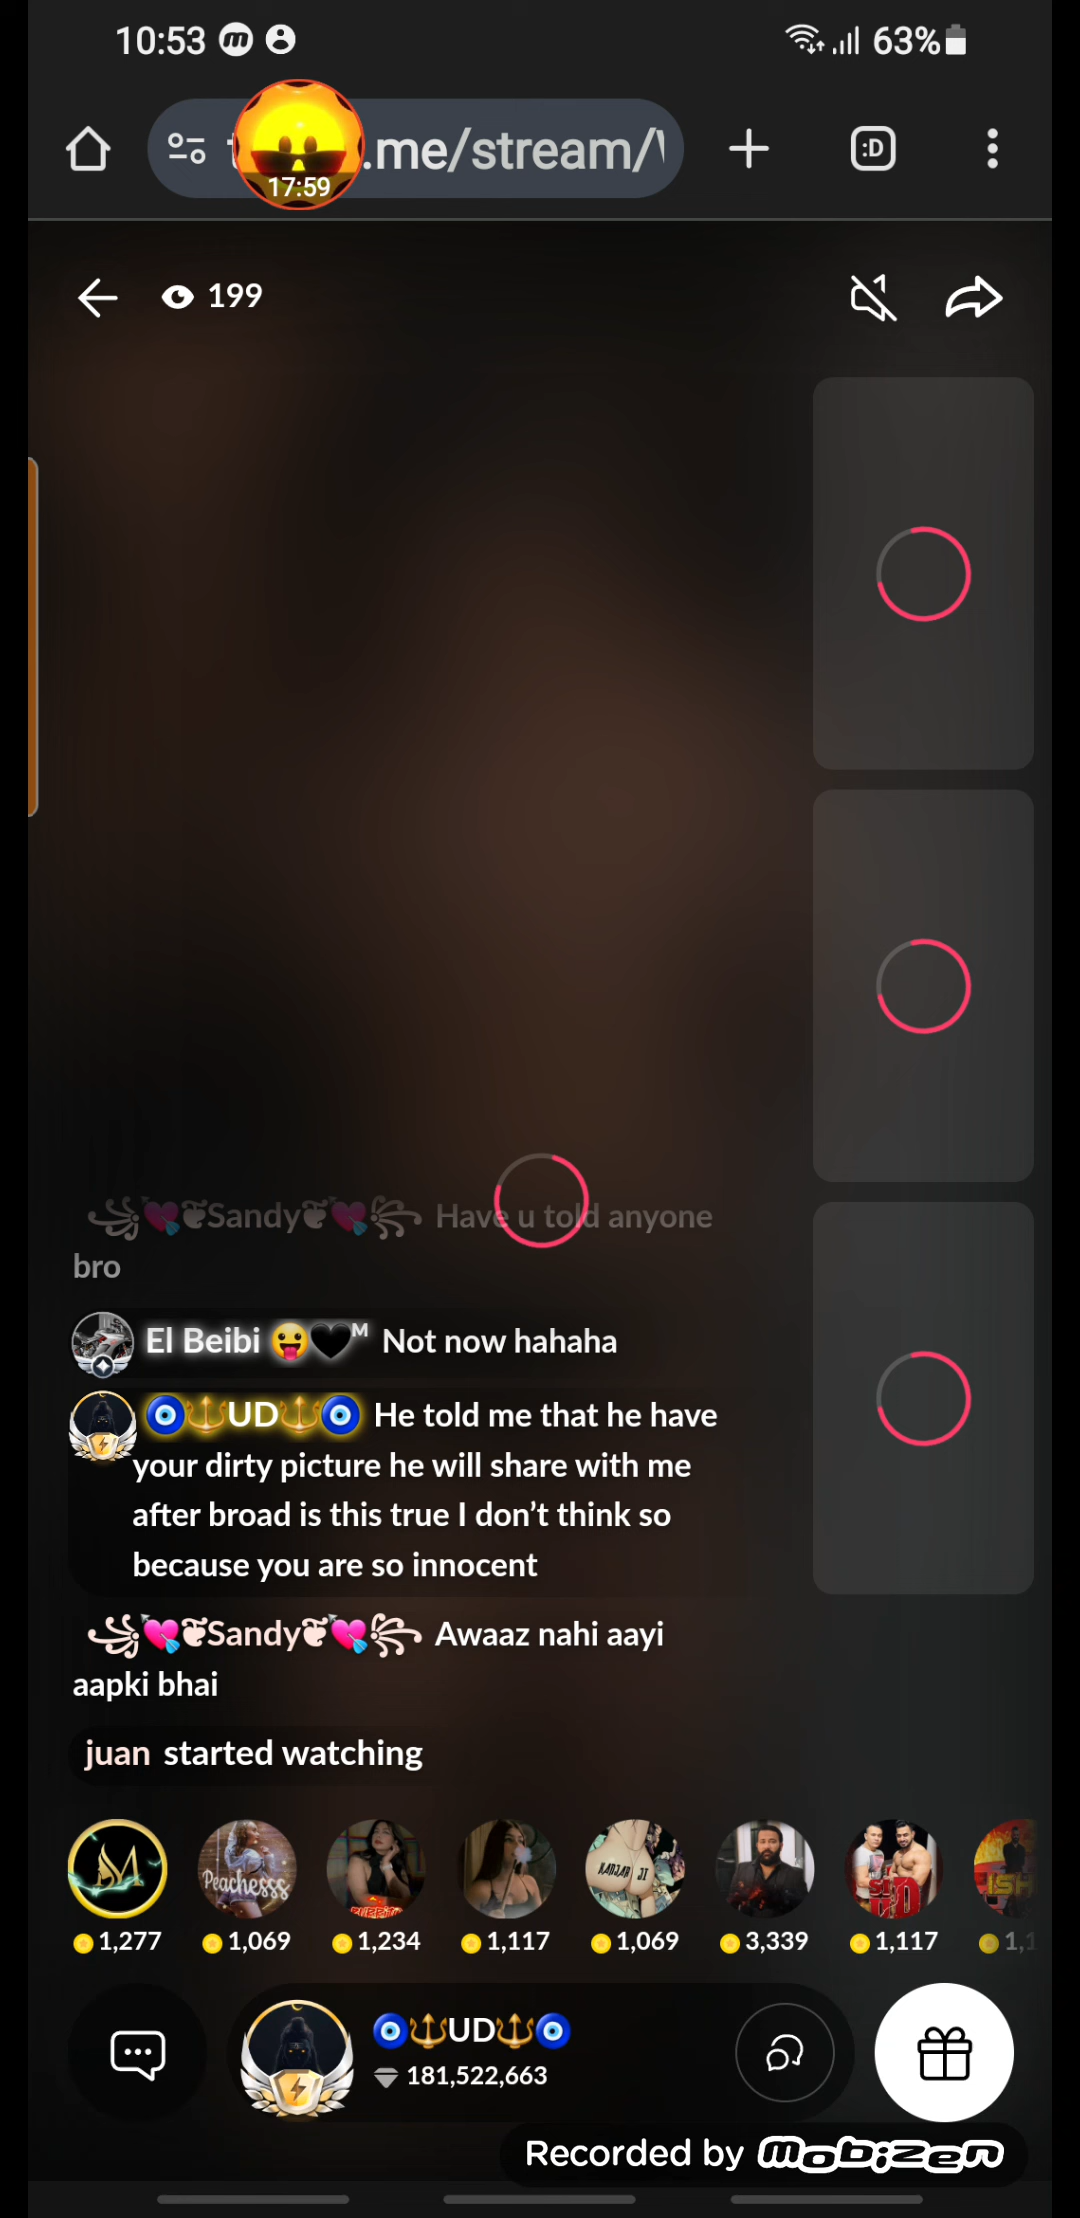 10:53
63%
17:59
.me/stream/
199
Sandy Have u told anyone
bro
El Beibi M Not now hahaha
UD He told me that he have
your dirty picture he will share with me
after broad is this true I don't think so
because you are so innocent
Sandy Awaaz nahi aayi
aapki bhai
juan started watching
Peachesss
KANJAR JI
1,277
1,069
1,234
1,117
1,069
3,339
1,117
UD
181,522,663
Recorded by mobizen